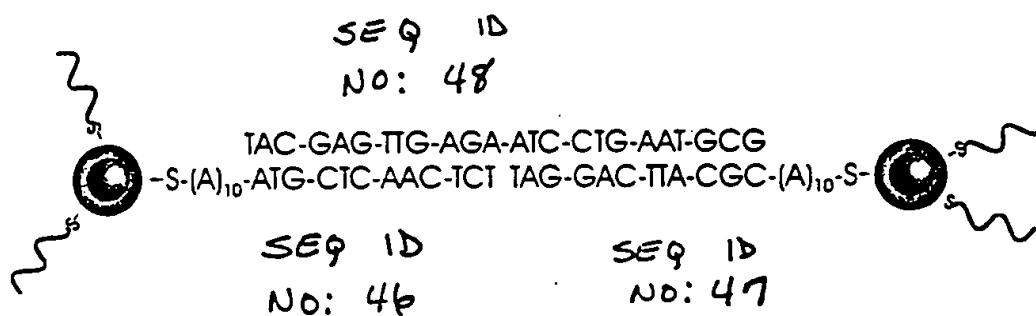 SEQ ID
NO: 48
S
S
TAC-GAG-TTG-AGA-ATC-CTG-AAT-GCG
-S-(A)10-ATG-CTC-AAC-TCT TAG-GAC-TTA-CGC-(A)10-S-
S
S
SEQ ID
NO: 46
SEQ ID
NO: 47